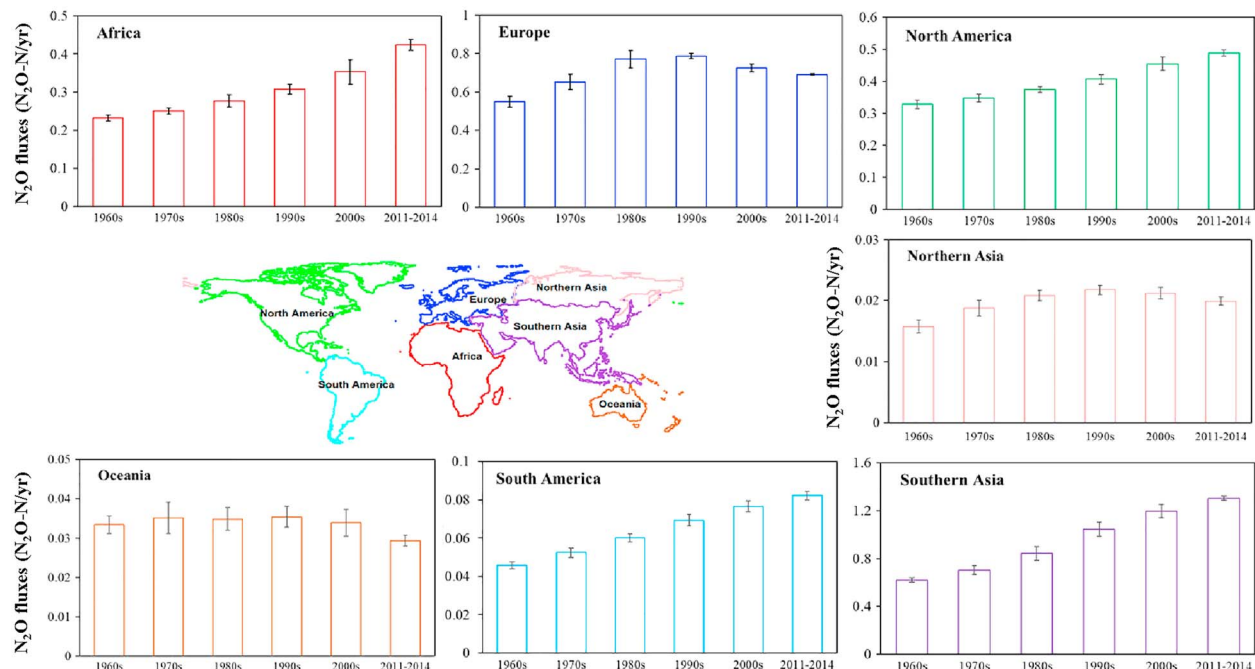 Africa
N₂O fluxes (N₂O-N/yr)
0.5
0.4
0.3
0.2
0.1
0
1960s 1970s 1980s 1990s 2000s 2011-2014
Europe
1
0.8
0.6
0.4
0.2
0
1960s 1970s 1980s 1990s 2000s 2011-2014
North America
0.6
0.5
0.4
0.3
0.2
0.1
0
1960s 1970s 1980s 1990s 2000s 2011-2014
North America
South America
Europe
Africa
Northern Asia
Southern Asia
Oceania
Northern Asia
N₂O fluxes (N₂O-N/yr)
0.03
0.02
0.01
0
1960s 1970s 1980s 1990s 2000s 2011-2014
Oceania
N₂O fluxes (N₂O-N/yr)
0.05
0.04
0.03
0.02
0.01
0
1960s 1970s 1980s 1990s 2000s 2011-2014
South America
0.1
0.08
0.06
0.04
0.02
0
1960s 1970s 1980s 1990s 2000s 2011-2014
Southern Asia
1.6
1.2
0.8
0.4
0
1960s 1970s 1980s 1990s 2000s 2011-2014